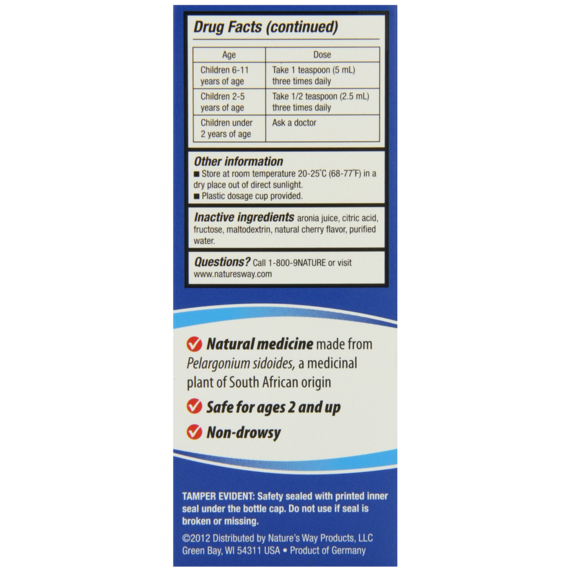 Drug Facts (continued)
Age Dose
Children 6-11 years of age Take 1 teaspoon (5 mL) three times daily
Children 2-5 years of age Take 1/2 teaspoon (2.5 mL) three times daily
Children under 2 years of age Ask a doctor
Other information
■ Store at room temperature 20-25˚C (68-77˚F) in a
dry place out of direct sunlight.
■ Plastic dosage cup provided.
Inactive ingredients aronia juice, citric acid,
fructose, maltodextrin, natural cherry flavor, purified
water.
Questions? Call 1-800-9NATURE or visit
www.naturesway.com
Natural medicine made from
Pelargonium sidoides, a medicinal
plant of South African origin
Safe for ages 2 and up
Non-drowsy
TAMPER EVIDENT: Safety sealed with printed inner
seal under the bottle cap. Do not use if seal is
broken or missing.
©2012 Distributed by Nature's Way Products, LLC
Green Bay, WI 54311 USA • Product of Germany